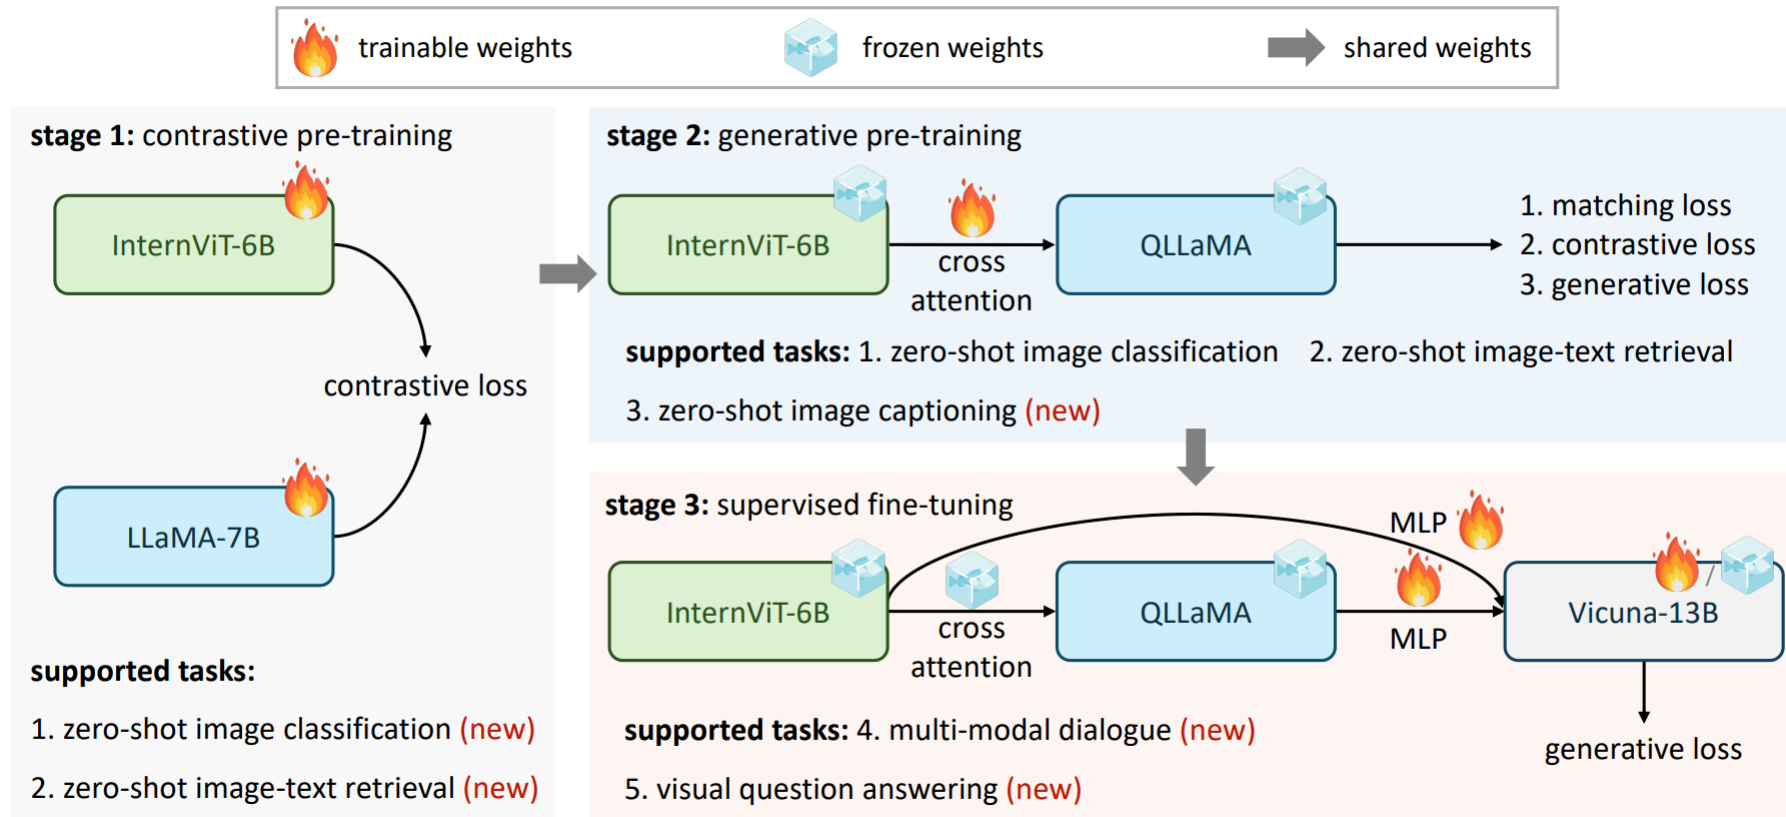 trainable weights
frozen weights
shared weights
stage 1: contrastive pre-training
InternViT-6B
contrastive loss
LLaMA-7B
supported tasks:
1. zero-shot image classification (new)
2. zero-shot image-text retrieval (new)
stage 2: generative pre-training
InternViT-6B
cross
attention
QLLaMA
1. matching loss
2. contrastive loss
3. generative loss
supported tasks: 1. zero-shot image classification 2. zero-shot image-text retrieval
3. zero-shot image captioning (new)
stage 3: supervised fine-tuning
MLP
InternViT-6B
cross
attention
QLLaMA
MLP
/
Vicuna-13B
generative loss
supported tasks: 4. multi-modal dialogue (new)
5. visual question answering (new)